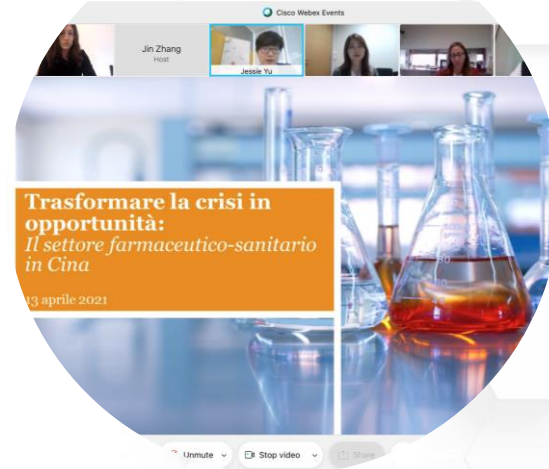 Cisco Webex Events
Jin Zhang
Host
Jessie Yu
Trasformare la crisi in
opportunità:
Il settore farmaceutico-sanitario
in Cina
13 aprile 2021
Unmute
Stop video
Share